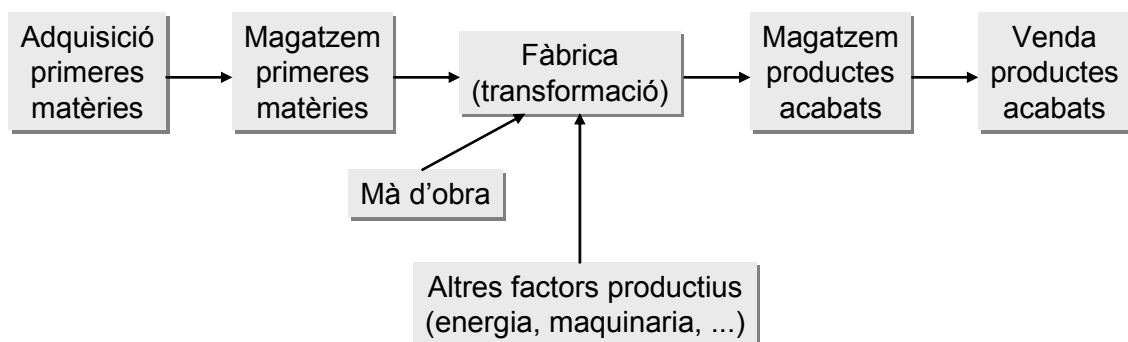 Adquisició
primeres
matèries
Magatzem
primeres
matèries
Fàbrica
(transformació)
Magatzem
productes
acabats
Venda
productes
acabats
Mà d’obra
Altres factors productius
(energia, maquinaria, ...)